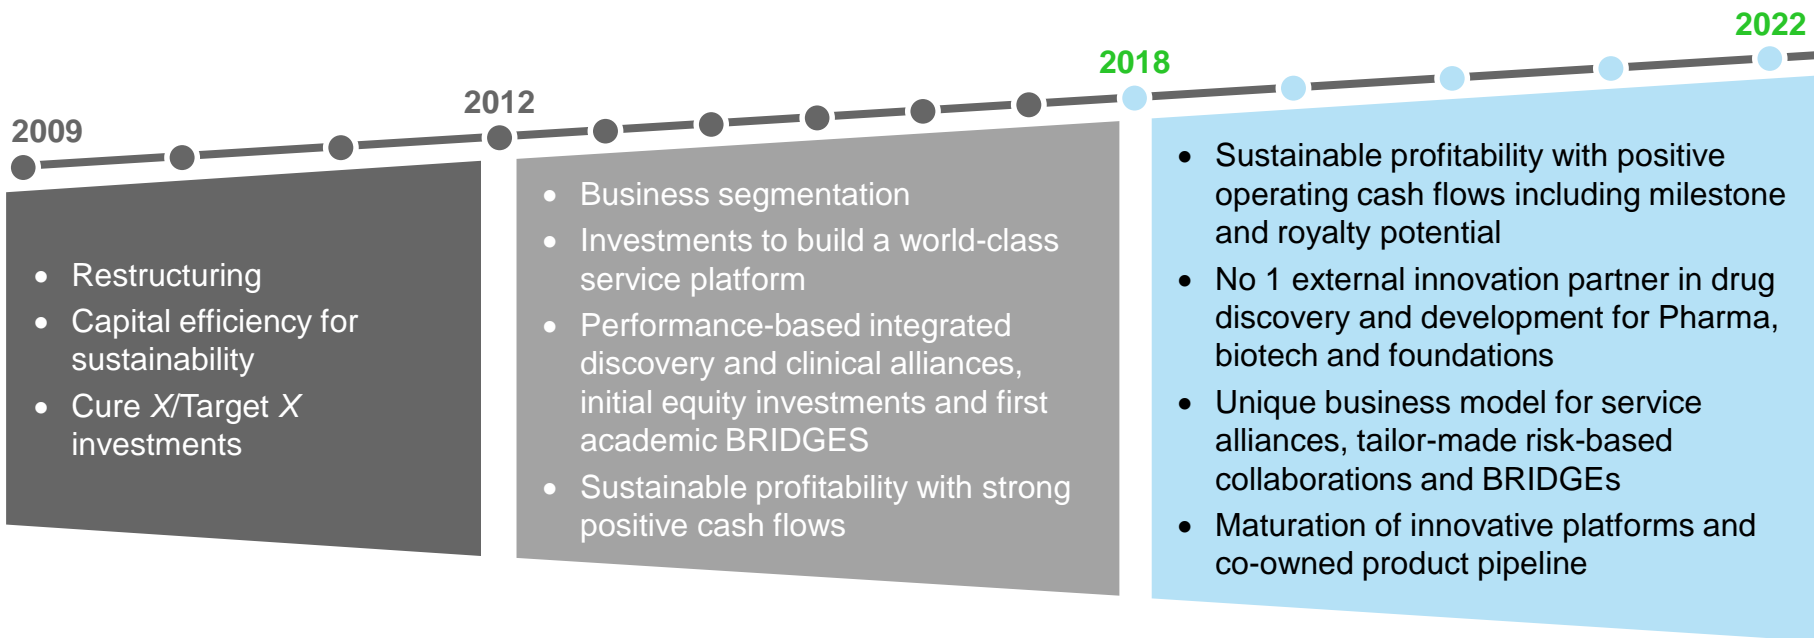 2009
2012
2018
2022
• Restructuring
• Capital efficiency for
sustainability
• Cure X/Target X
investments
• Business segmentation
• Investments to build a world-class
service platform
• Performance-based integrated
discovery and clinical alliances,
initial equity investments and first
academic BRIDGES
• Sustainable profitability with strong
positive cash flows
• Sustainable profitability with positive
operating cash flows including milestone
and royalty potential
• No 1 external innovation partner in drug
discovery and development for Pharma,
biotech and foundations
• Unique business model for service
alliances, tailor-made risk-based
collaborations and BRIDGEs
• Maturation of innovative platforms and
co-owned product pipeline